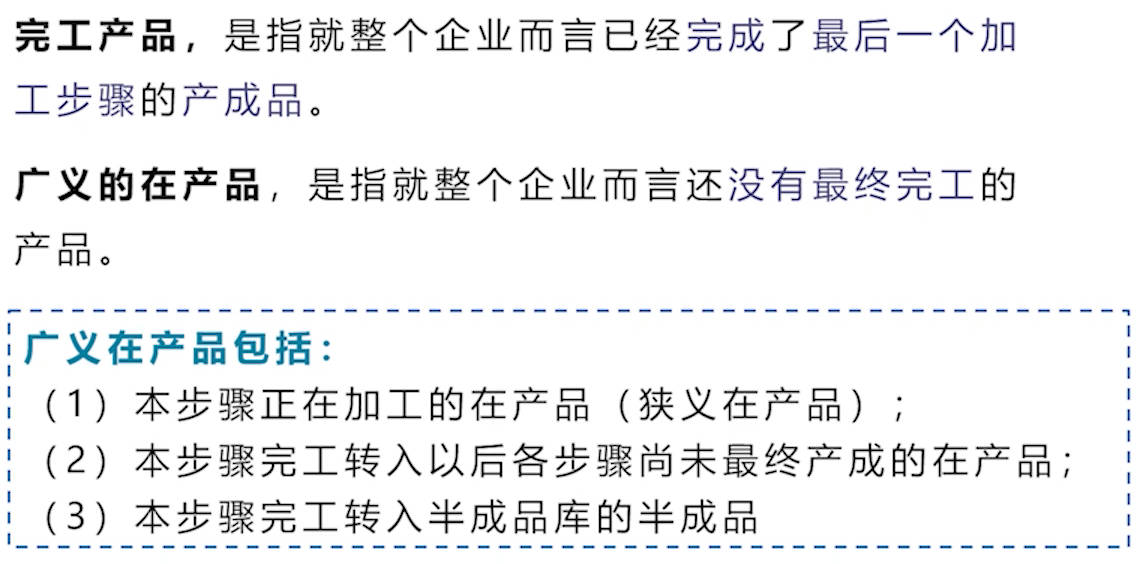 完工产品，是指就整个企业而言已经完成了最后一个加
工步骤的产成品。
广义的在产品，是指就整个企业而言还没有最终完工的
产品。
广义在产品包括：
（1）本步骤正在加工的在产品（狭义在产品）；
（2）本步骤完工转入以后各步骤尚未最终产成的在产品；
（3）本步骤完工转入半成品库的半成品